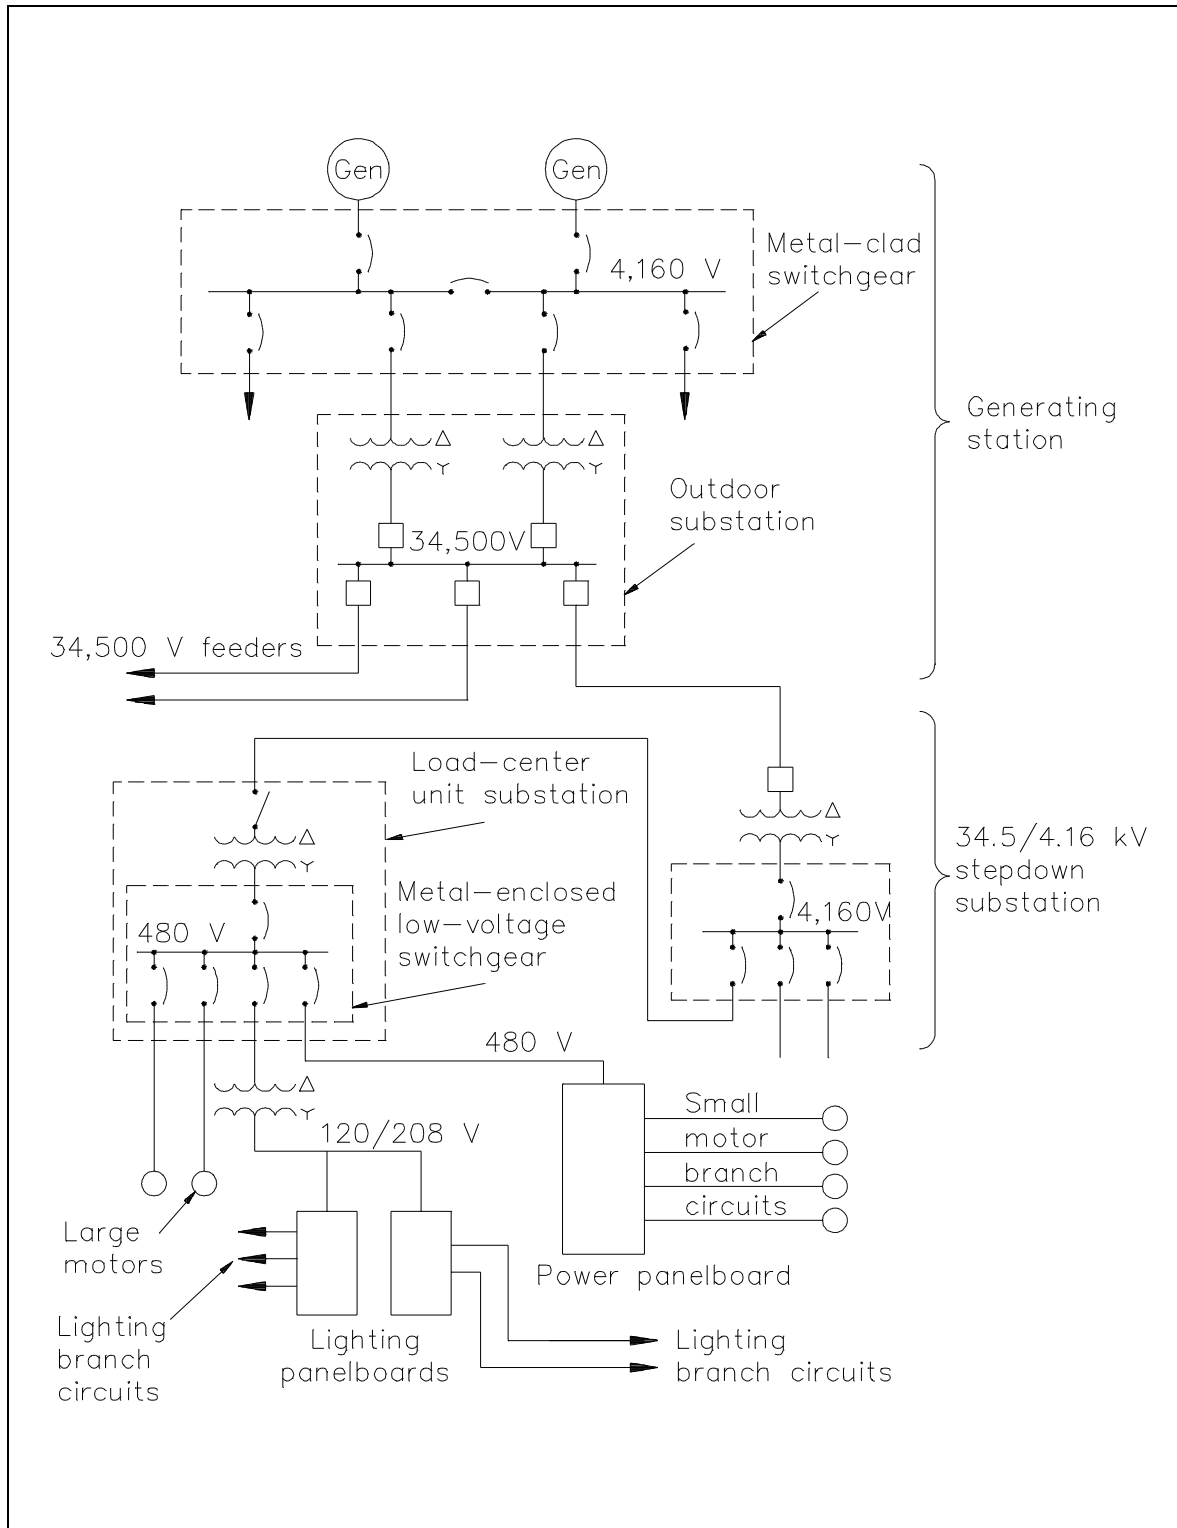 Gen
Gen
Metal-clad
switchgear
4,160 V
Generating
station
Outdoor
substation
34,500V
34,500 V feeders
Load-center
unit substation
34.5/4.16 kV
stepdown
substation
Metal-enclosed
low-voltage
switchgear
4,160V
480 V
480 V
Small
motor
branch
circuits
120/208 V
Large
motors
Power panelboard
Lighting
branch
circuits
Lighting
panelboards
Lighting
branch circuits